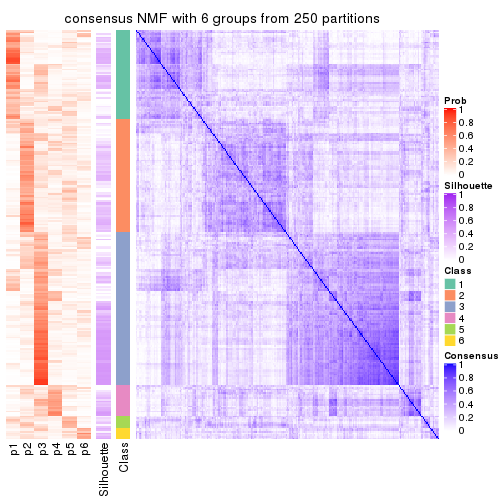 consensus NMF with 6 groups from 250 partitions
Prob
1
0.8
0.6
0.4
0.2
0
Silhouette
1
0.8
0.6
0.4
0.2
0
Class
1
2
3
4
5
6
Consensus
1
0.8
0.6
0.4
0.2
0
p1
p2
p3
p4
p5
p6
Silhouette
Class